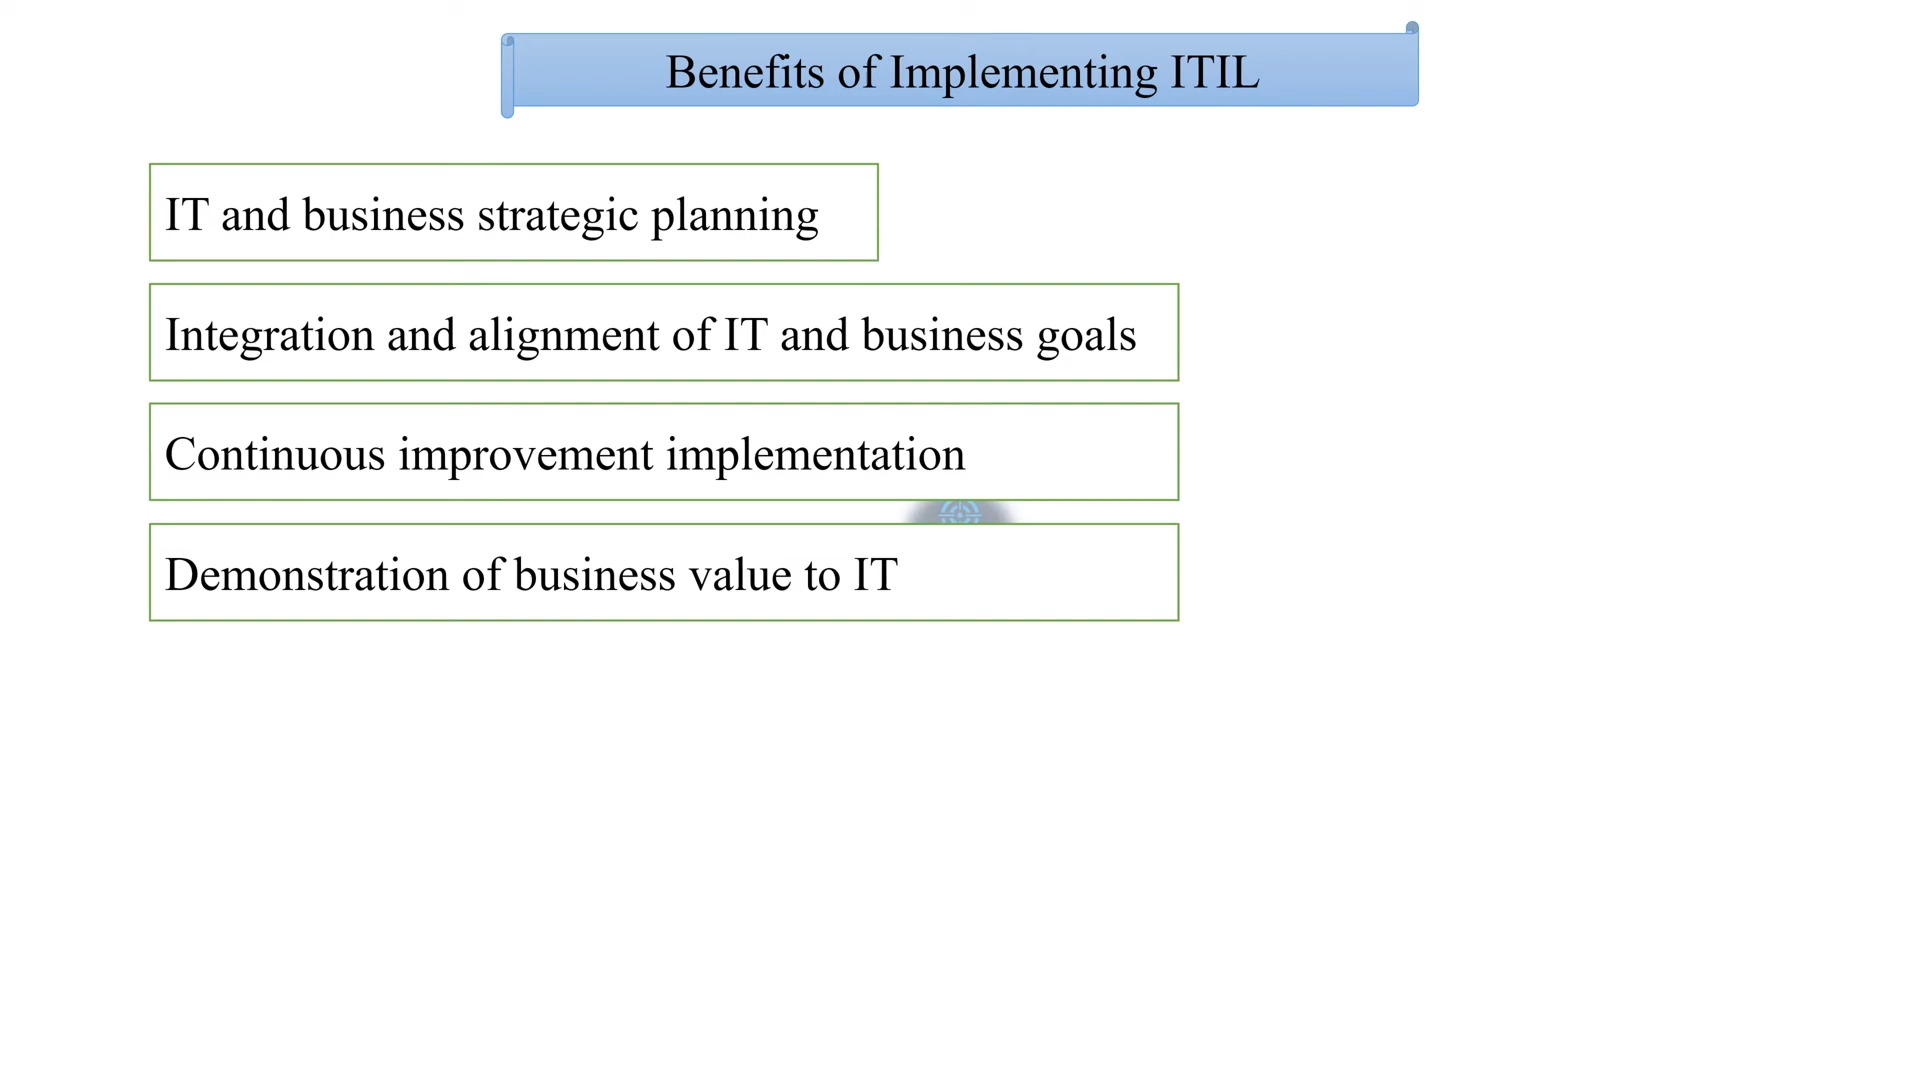 Benefits of Implementing ITIL
IT and business strategic planning
Integration and alignment of IT and business goals
Continuous improvement implementation
Demonstration of business value to IT